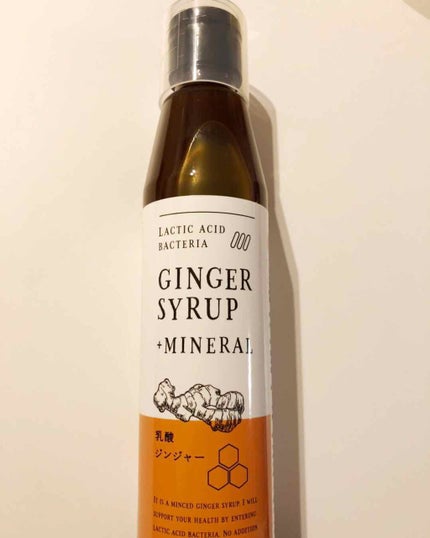 LACTIC ACID
BACTERIA
GINGER
SYRUP
+MINERAL
乳酸
ジンジャー
IT IS A MINCED GINGER SYRUP. I WILL
SUPPORT YOUR HEALTH BY ENTERING
LACTIC ACID BACTERIA. NO ADDITION